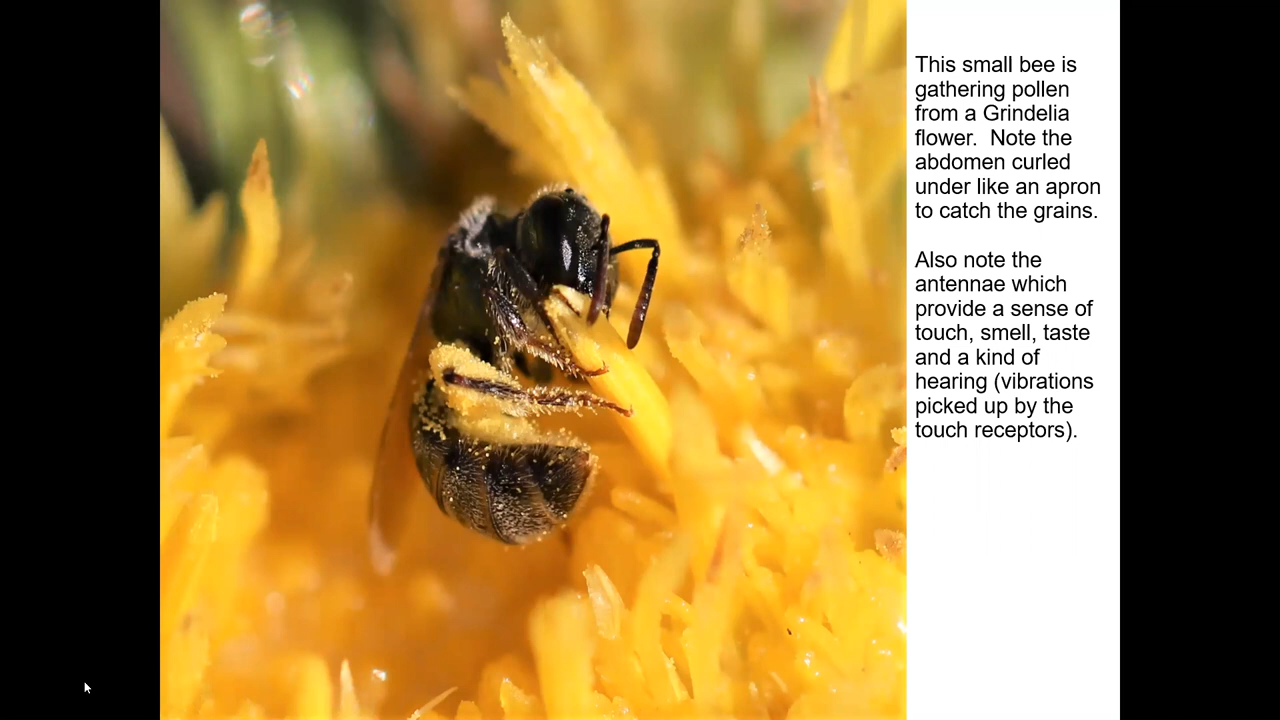 This small bee is
gathering pollen
from a Grindelia
flower.  Note the
abdomen curled
under like an apron
to catch the grains.

Also note the
antennae which
provide a sense of
touch, smell, taste
and a kind of
hearing (vibrations
picked up by the
touch receptors).